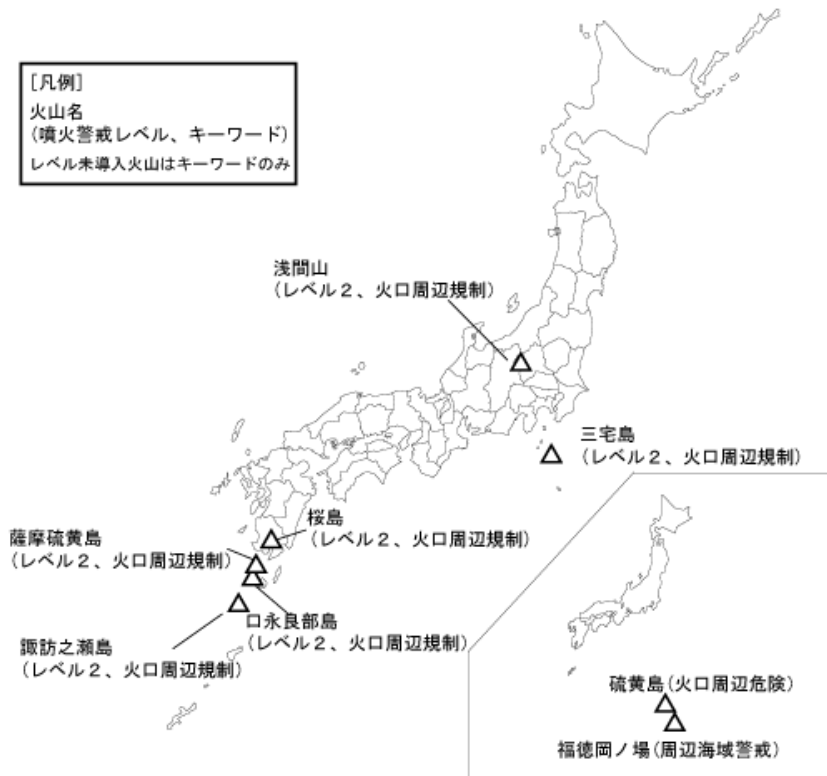 [凡例]
火山名
(噴火警戒レベル、キーワード)
レベル未導入火山はキーワードのみ
浅間山
(レベル２、火口周辺規制)
三宅島
(レベル２、火口周辺規制)
桜島
(レベル２、火口周辺規制)
薩摩硫黄島
(レベル２、火口周辺規制)
口永良部島
(レベル２、火口周辺規制)
諏訪之瀬島
(レベル２、火口周辺規制)
硫黄島(火口周辺危険)
福徳岡ノ場(周辺海域警戒)